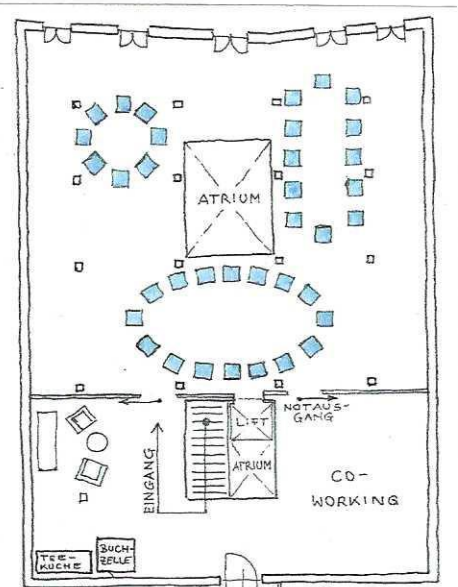 ATRIUM
NOTAUS-
GANG
LIFT
ATRIUM
EINGANG
CO-
WORKING
TEE-
KÜCHE
BUCH-
ZELLE